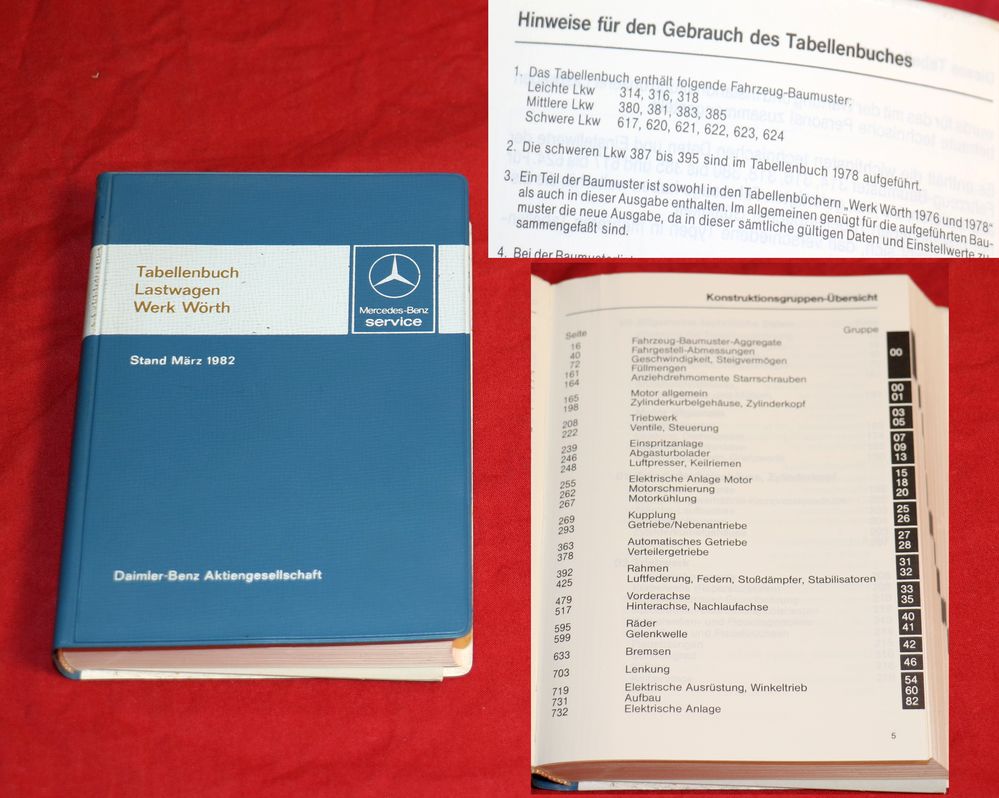 Tabellenbuch
Lastwagen
Werk Wörth
Mercedes-Benz
service
Stand März 1982
Daimler-Benz Aktiengesellschaft
Hinweise für den Gebrauch des Tabellenbuches
1. Das Tabellenbuch enthält folgende Fahrzeug-Baumuster:
Leichte Lkw 314, 316, 318
Mittlere Lkw 380, 381, 383, 385
Schwere Lkw 617, 620, 621, 622, 623, 624
2. Die schweren Lkw 387 bis 395 sind im Tabellenbuch 1978 aufgeführt.
3. Ein Teil der Baumuster ist sowohl in den Tabellenbüchern „Werk Wörth 1976 und 1978"
als auch in dieser Ausgabe enthalten. Im allgemeinen genügt für die aufgeführten Bau-
muster die neue Ausgabe, da in dieser sämtliche gültigen Daten und Einstellwerte zu-
sammengefaßt sind.
4. Bei der
Konstruktionsgruppen-Übersicht
Seite Gruppe
16 Fahrzeug-Baumuster-Aggregate 00
40 Fahrgestell-Abmessungen
72 Geschwindigkeit, Steigvermögen
161 Füllmengen
164 Anziehdrehmomente Starrschrauben
165 Motor allgemein 00
198 Zylinderkurbelgehäuse, Zylinderkopf 01
208 Triebwerk 03
222 Ventile, Steuerung 05
239 Einspritzanlage 07
246 Abgasturbolader 09
248 Luftpresser, Keilriemen 13
255 Elektrische Anlage Motor 15
262 Motorschmierung 18
267 Motorkühlung 20
269 Kupplung 25
293 Getriebe/Nebenantriebe 26
363 Automatisches Getriebe 27
378 Verteilergetriebe 28
392 Rahmen 31
425 Luftfederung, Federn, Stoßdämpfer, Stabilisatoren 32
479 Vorderachse 33
517 Hinterachse, Nachlaufachse 35
595 Räder 40
599 Gelenkwelle 41
633 Bremsen 42
703 Lenkung 46
719 Elektrische Ausrüstung, Winkeltrieb 54
731 Aufbau 60
732 Elektrische Anlage 82
5